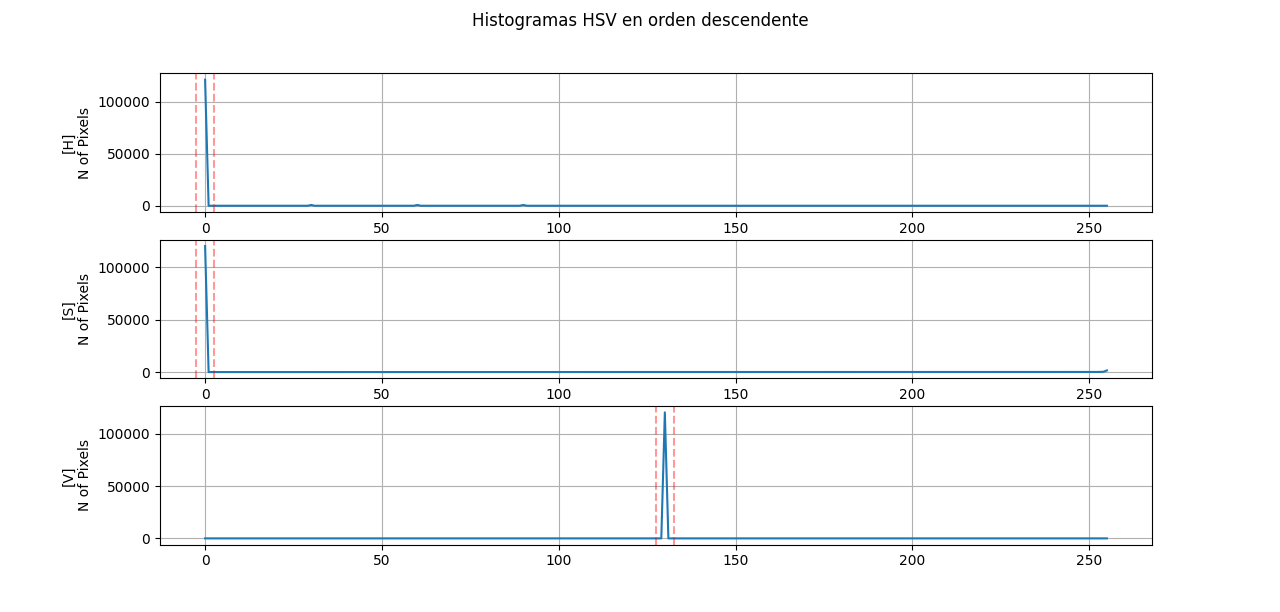 Histogramas HSV en orden descendente
[H]
N of Pixels
100000
50000
0
0 50 100 150 200 250
[S]
N of Pixels
100000
50000
0
0 50 100 150 200 250
[V]
N of Pixels
100000
50000
0
0 50 100 150 200 250